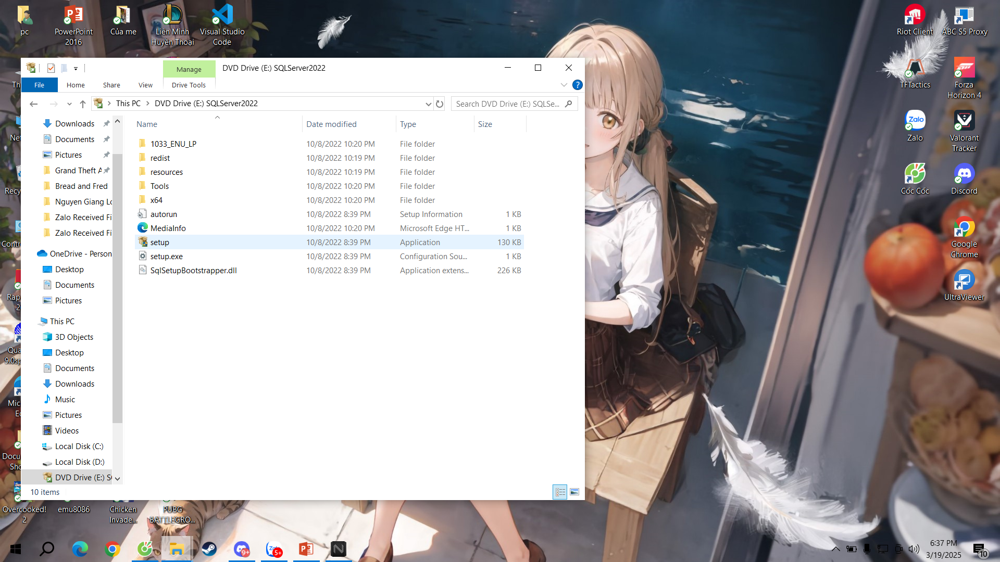 pc
PowerPoint
2016
Của me
Liên Minh
Huyền Thoại
Visual Studio
Code
Riot Client
ABC S5 Proxy
Manage
DVD Drive (E:) SQLServer2022
File
Home
Share
View
Drive Tools
?
This PC
DVD Drive (E:) SQLServer2022
Search DVD Drive (E:) SQLSe...
Name
Date modified
Type
Size
1033_ENU_LP
10/8/2022 10:20 PM
File folder
redist
10/8/2022 10:19 PM
File folder
resources
10/8/2022 10:19 PM
File folder
Tools
10/8/2022 10:20 PM
File folder
x64
10/8/2022 10:20 PM
File folder
autorun
10/8/2022 8:39 PM
Setup Information
1 KB
MediaInfo
10/8/2022 10:20 PM
Microsoft Edge HT...
1 KB
setup
10/8/2022 8:39 PM
Application
130 KB
setup.exe
10/8/2022 8:39 PM
Configuration Sou...
1 KB
SqlSetupBootstrapper.dll
10/8/2022 8:39 PM
Application extens...
226 KB
Downloads
Documents
Pictures
Grand Theft A
Bread and Fred
Nguyen Giang Lo
Zalo Received Fi
Zalo Received Fi
OneDrive - Person
Desktop
Documents
Pictures
This PC
3D Objects
Desktop
Documents
Downloads
Music
Pictures
Videos
Local Disk (C:)
Local Disk (D:)
DVD Drive (E:) S
10 items
Th
Ne
Recy
Contr
Rap
2
Qua
9.0sp
Mic
Ec
Docu
Sho
Overcooked!
2
emu8086
Chicken
Invade...
PUBG
BATTLEGRO...
TFTactics
Forza
Horizon 4
Zalo
Zalo
Valorant
Tracker
Cốc Cốc
Discord
Google
Chrome
UltraViewer
9+
5+
6:37 PM
3/19/2025
10